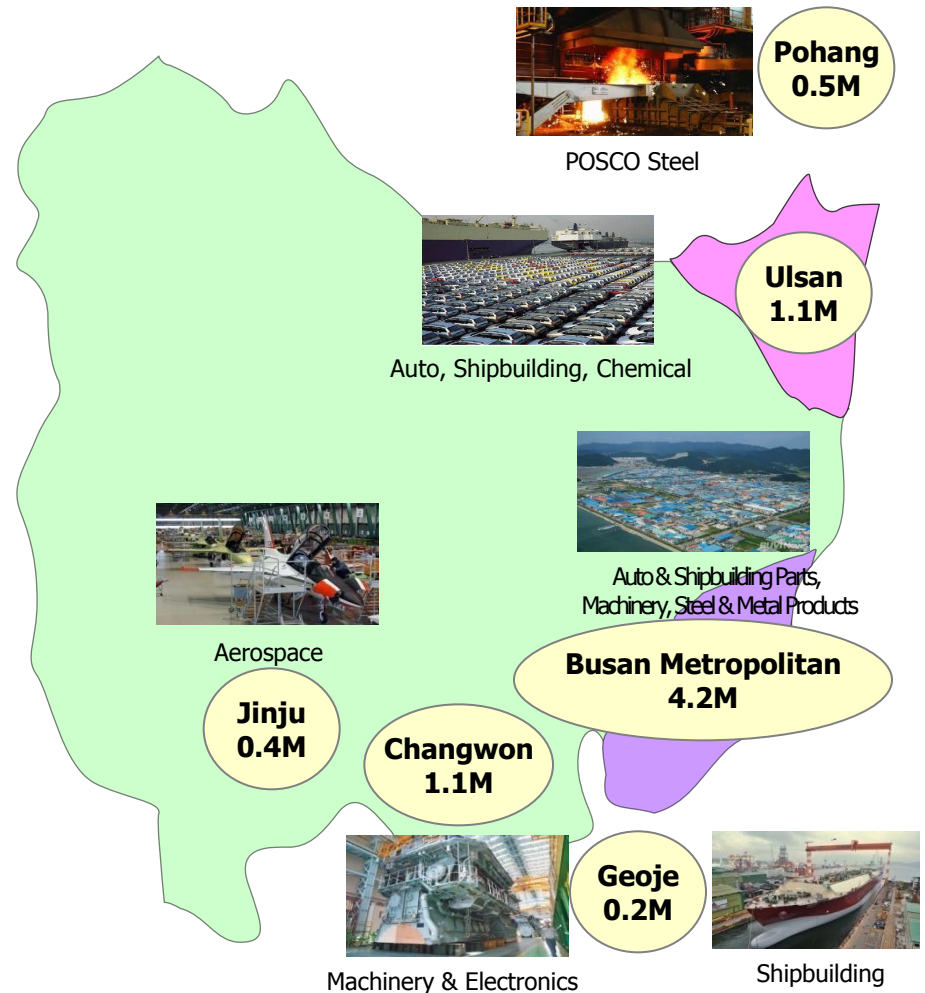 Pohang
0.5M
POSCO Steel
Ulsan
1.1M
Auto, Shipbuilding, Chemical
Auto & Shipbuilding Parts,
Machinery, Steel & Metal Products
Busan Metropolitan
4.2M
Aerospace
Jinju
0.4M
Changwon
1.1M
Machinery & Electronics
Geoje
0.2M
Shipbuilding